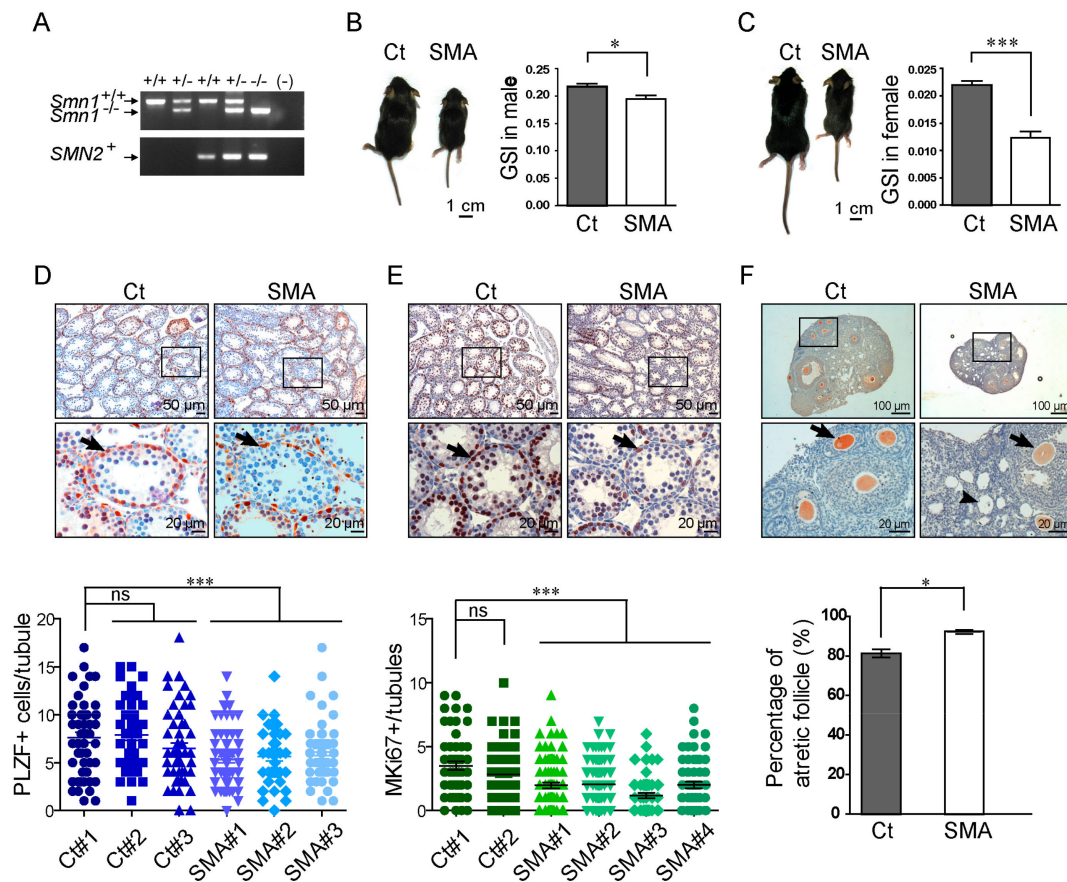 A
+/+ +/- +/+ +/- -/- (-)
Smn1+/+
Smn1-/-
SMN2+
B
Ct SMA
1 cm
*
GSI in male
0.25
0.20
0.15
0.10
0.05
0.00
Ct SMA
C
Ct SMA
1 cm
***
GSI in female
0.025
0.020
0.015
0.010
0.005
0.000
Ct SMA
D
Ct SMA
50 µm 50 µm
20 µm 20 µm
***
ns
PLZF+ cells/tubule
20
15
10
5
0
Ct#1 Ct#2 Ct#3 SMA#1 SMA#2 SMA#3
E
Ct SMA
50 µm 50 µm
20 µm 20 µm
***
ns
MKi67+/tubules
15
10
5
0
Ct#1 Ct#2 SMA#1 SMA#2 SMA#3 SMA#4
F
Ct SMA
100 µm 100 µm
20 µm 20 µm
*
Percentage of
atretic follicle (%)
100
80
60
40
20
0
Ct SMA